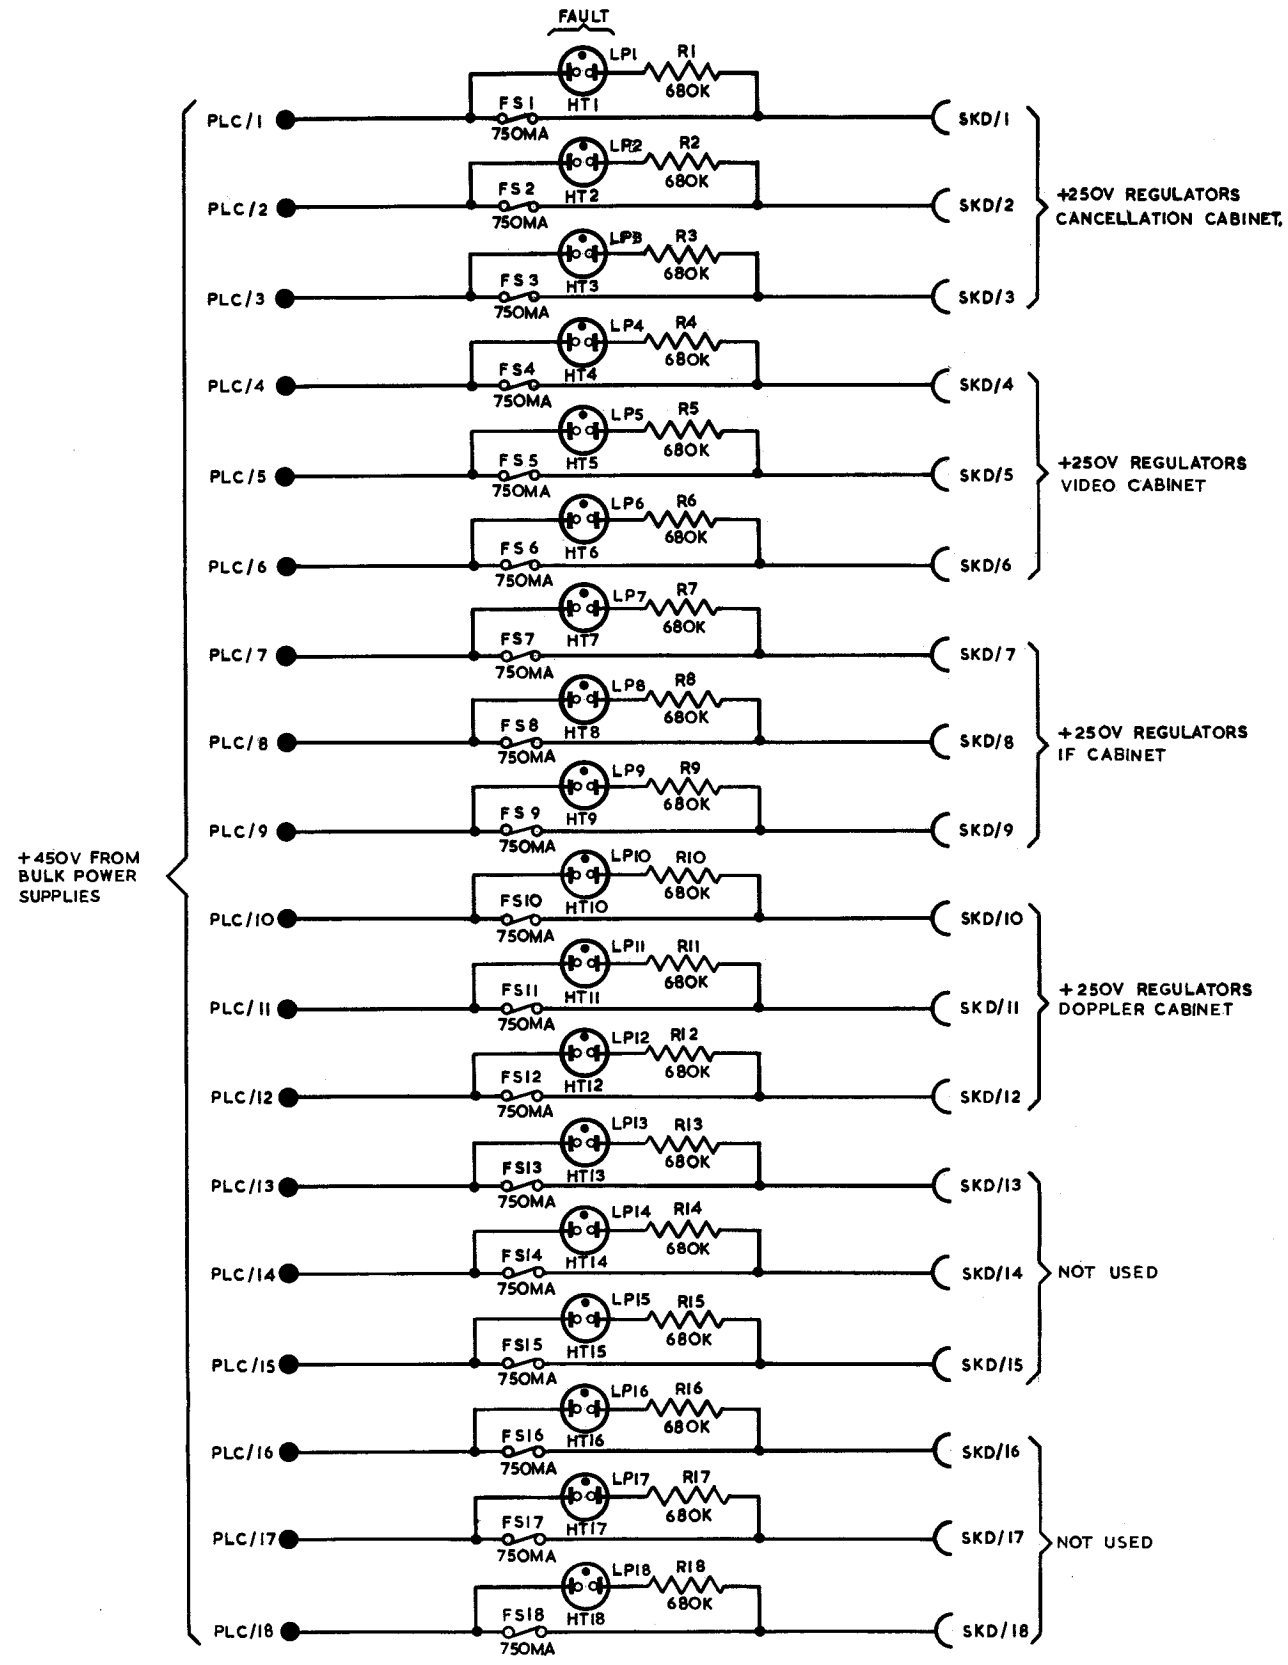 FAULT
LP1 R1
680K
HT1
FS1
750MA
PLC/1 SKD/1
LP2 R2
680K
HT2
FS2
750MA
PLC/2 SKD/2
+250V REGULATORS
CANCELLATION CABINET.
LP3 R3
680K
HT3
FS3
750MA
PLC/3 SKD/3
LP4 R4
680K
HT4
FS4
750MA
PLC/4 SKD/4
LP5 R5
680K
HT5
FS5
750MA
PLC/5 SKD/5
+250V REGULATORS
VIDEO CABINET
LP6 R6
680K
HT6
FS6
750MA
PLC/6 SKD/6
LP7 R7
680K
HT7
FS7
750MA
PLC/7 SKD/7
LP8 R8
680K
HT8
FS8
750MA
PLC/8 SKD/8
+250V REGULATORS
IF CABINET
LP9 R9
680K
HT9
FS9
750MA
PLC/9 SKD/9
+450V FROM
BULK POWER
SUPPLIES
LP10 R10
680K
HT10
FS10
750MA
PLC/10 SKD/10
LP11 R11
680K
HT11
FS11
750MA
PLC/11 SKD/11
+250V REGULATORS
DOPPLER CABINET
LP12 R12
680K
HT12
FS12
750MA
PLC/12 SKD/12
LP13 R13
680K
HT13
FS13
750MA
PLC/13 SKD/13
LP14 R14
680K
HT14
FS14
750MA
PLC/14 SKD/14
NOT USED
LP15 R15
680K
HT15
FS15
750MA
PLC/15 SKD/15
LP16 R16
680K
HT16
FS16
750MA
PLC/16 SKD/16
LP17 R17
680K
HT17
FS17
750MA
PLC/17 SKD/17
NOT USED
LP18 R18
680K
HT18
FS18
750MA
PLC/18 SKD/18